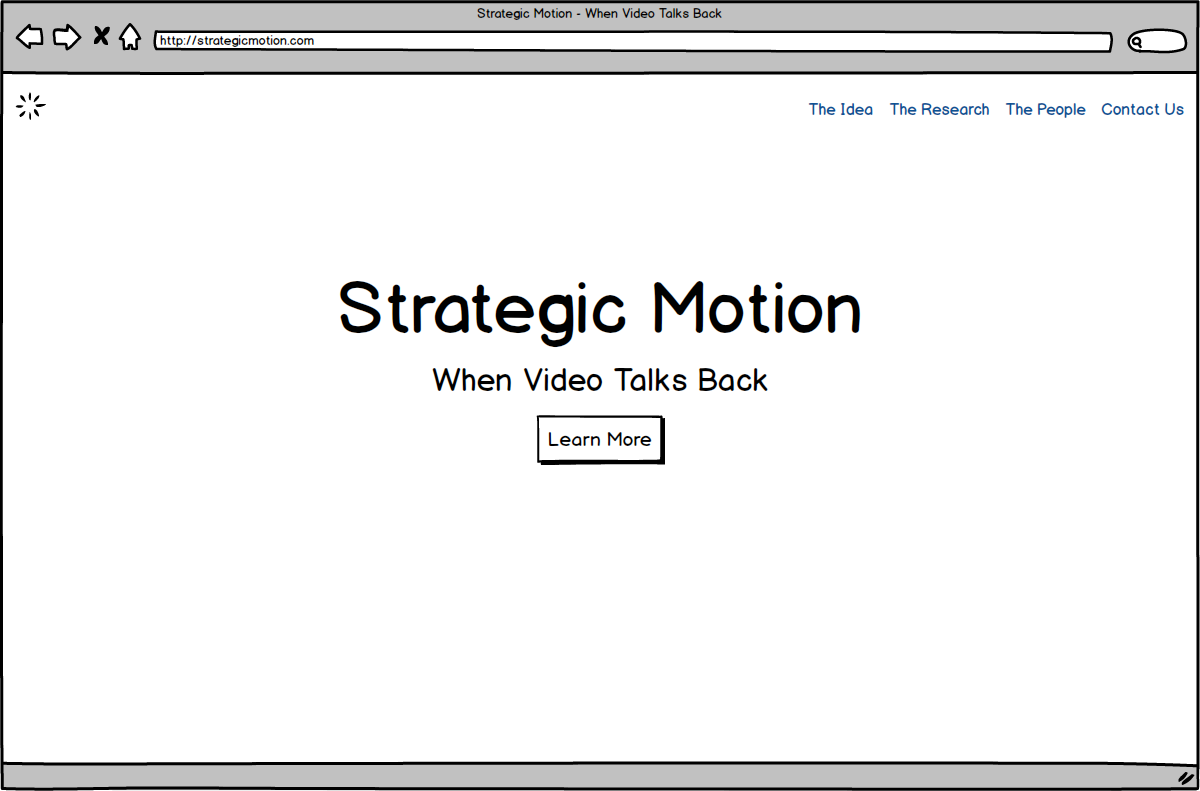 Strategic Motion - When Video Talks Back
http://strategicmotion.com
The Idea The Research The People Contact Us
Strategic Motion
When Video Talks Back
Learn More